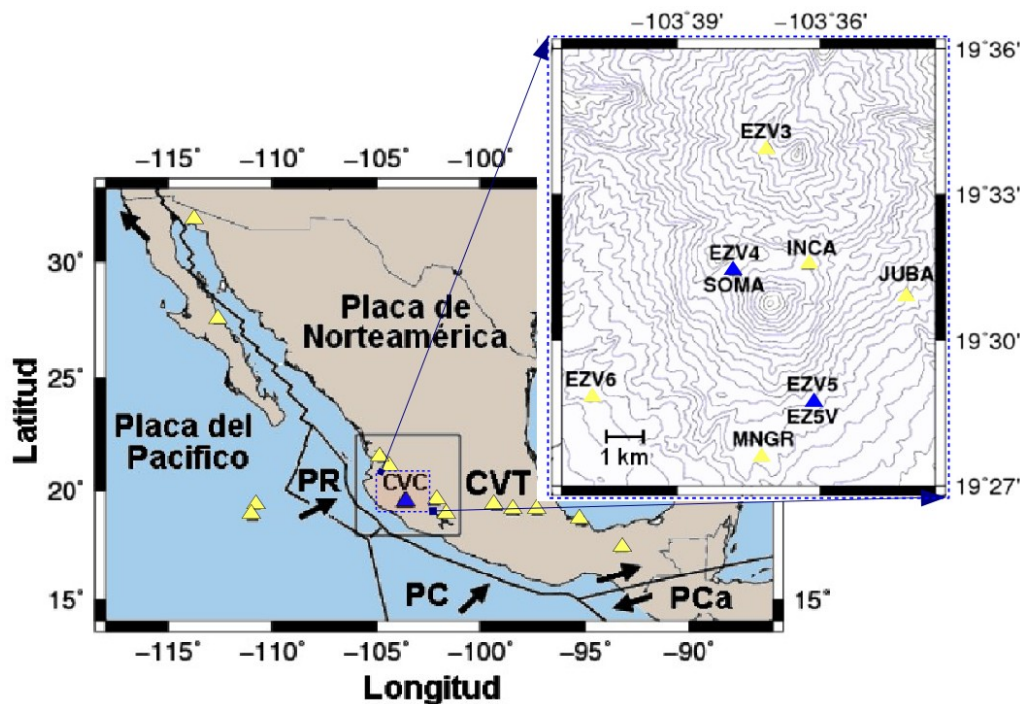 −103˚39' −103˚36'
19˚36'
EZV3
19˚33'
EZV4
INCA
SOMA
JUBA
19˚30'
EZV6
EZV5
EZ5V
MNGR
1 km
19˚27'
−115˚ −110˚ −105˚ −100˚
30˚
25˚
20˚
15˚
Latitud
Placa de
Norteamérica
Placa del
Pacifico
PR
CVC
CVT
PC
PCa
15˚
−115˚ −110˚ −105˚ −100˚ −95˚ −90˚
Longitud